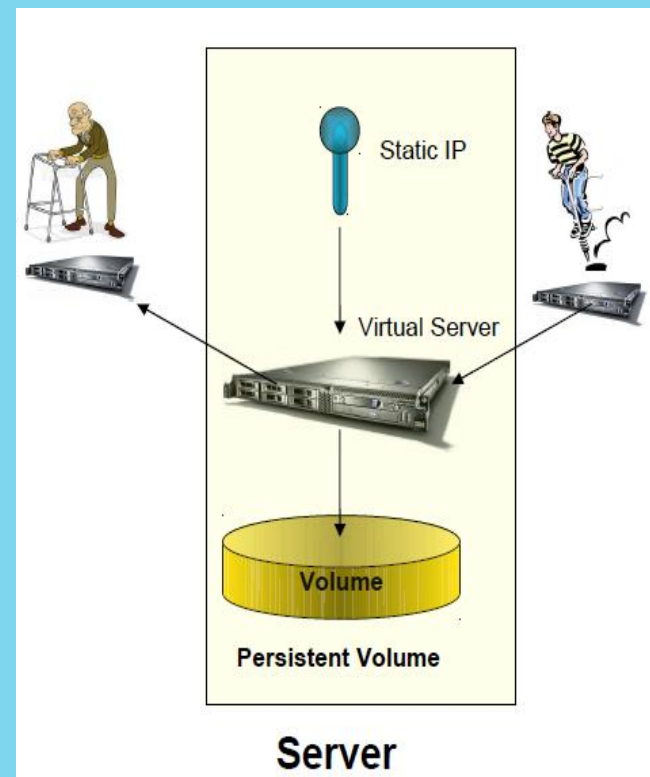 Static IP
Virtual Server
Volume
Persistent Volume
Server